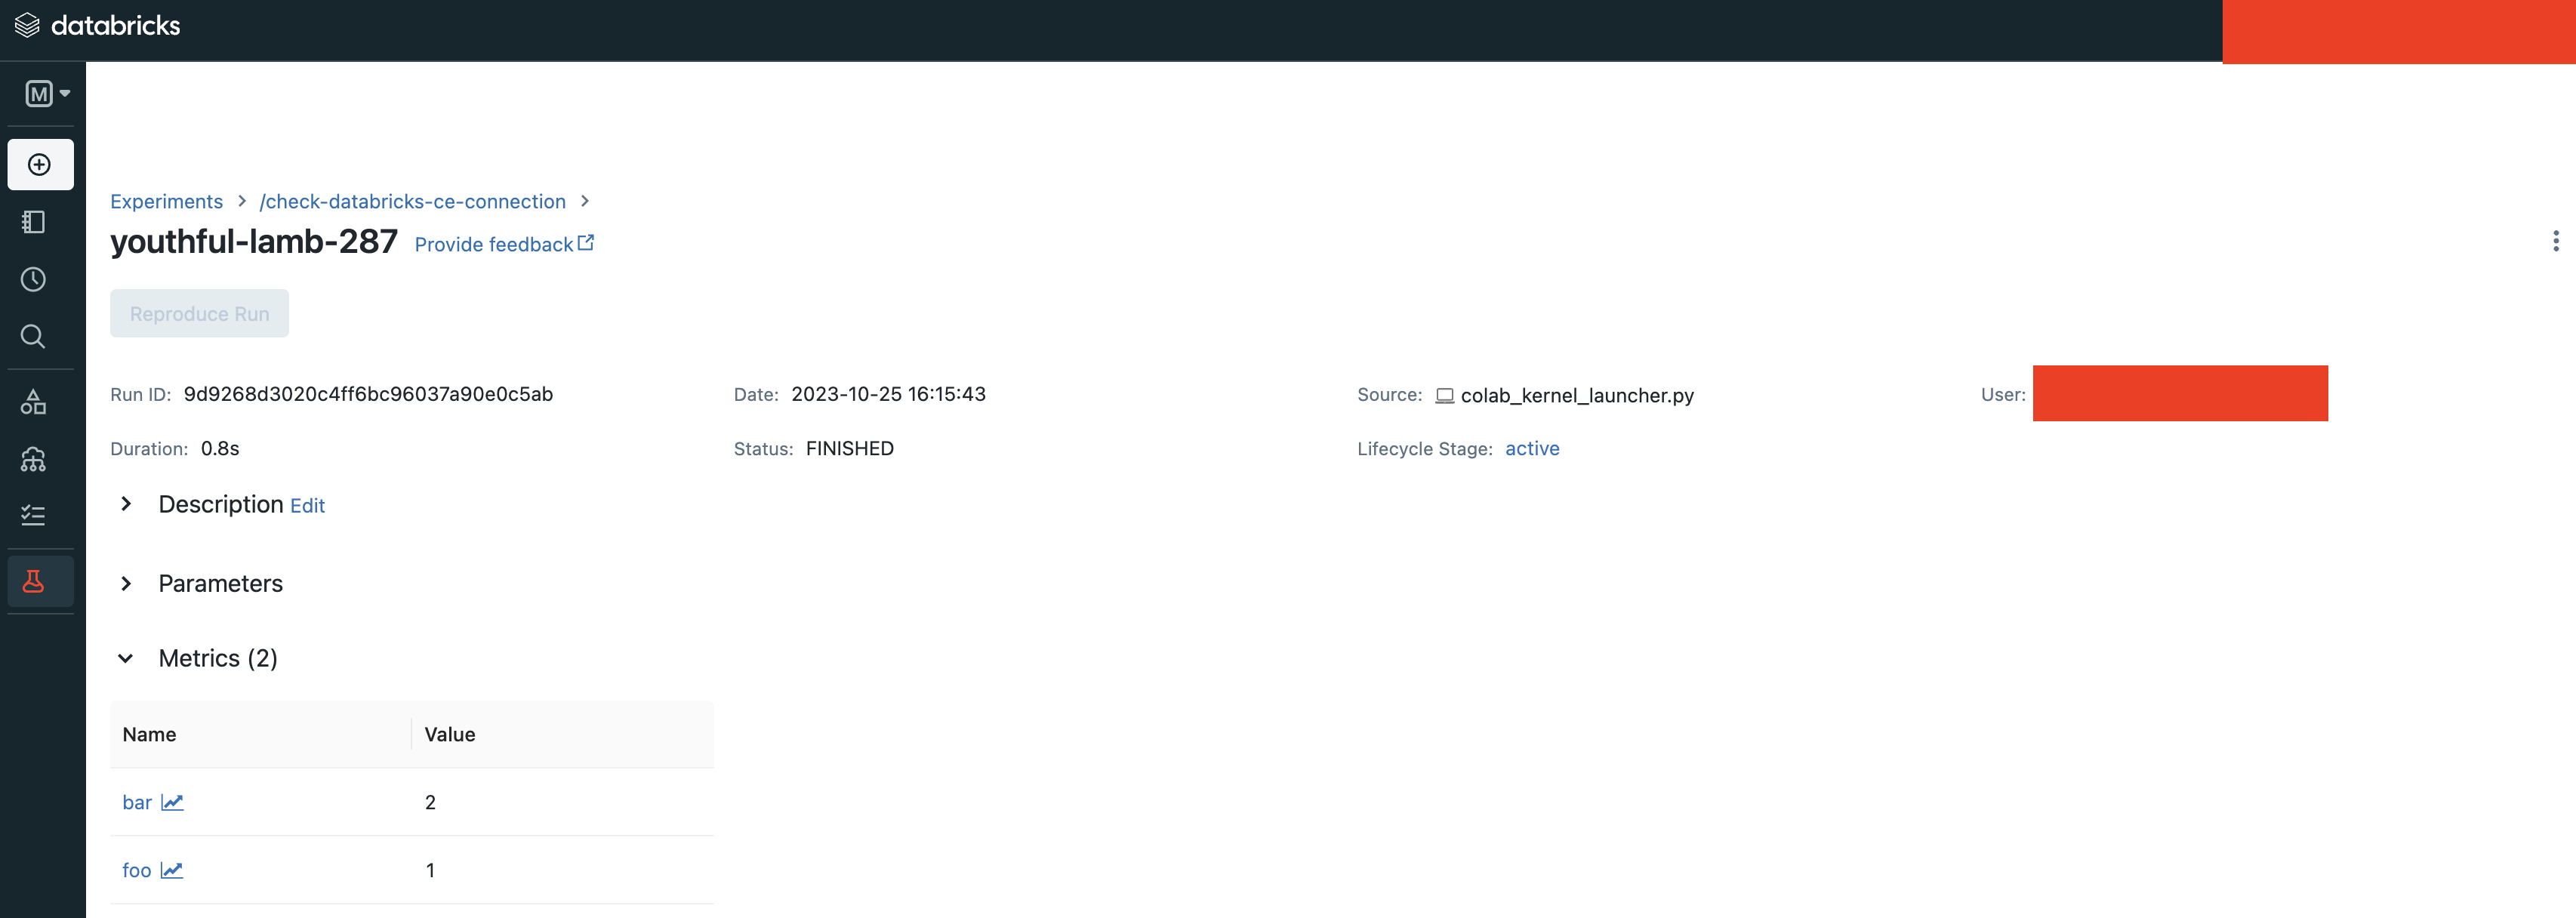 databricks
M
Experiments > /check-databricks-ce-connection >
youthful-lamb-287 Provide feedback
Reproduce Run
Run ID: 9d9268d3020c4ff6bc96037a90e0c5ab Date: 2023-10-25 16:15:43 Source: colab_kernel_launcher.py User:
Duration: 0.8s Status: FINISHED Lifecycle Stage: active
Description Edit
Parameters
Metrics (2)
Name Value
bar 2
foo 1